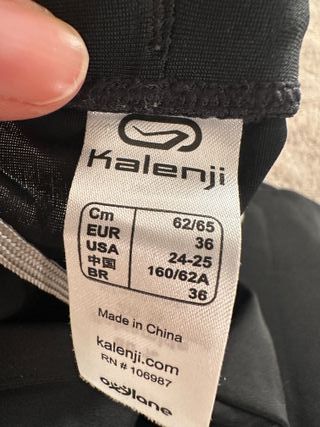 Kalenji
Cm 62/65
EUR 36
USA 24-25
中国 160/62A
BR 36
Made in China
kalenji.com
RN # 106987
oxylane